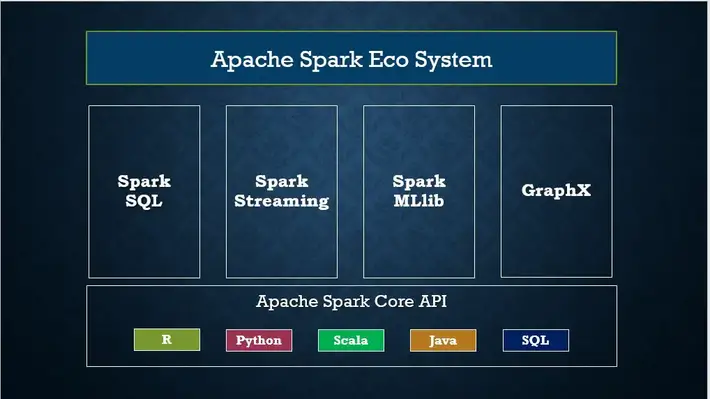 Apache Spark Eco System
Spark
SQL
Spark
Streaming
Spark
MLlib
GraphX
Apache Spark Core API
R
Python
Scala
Java
SQL